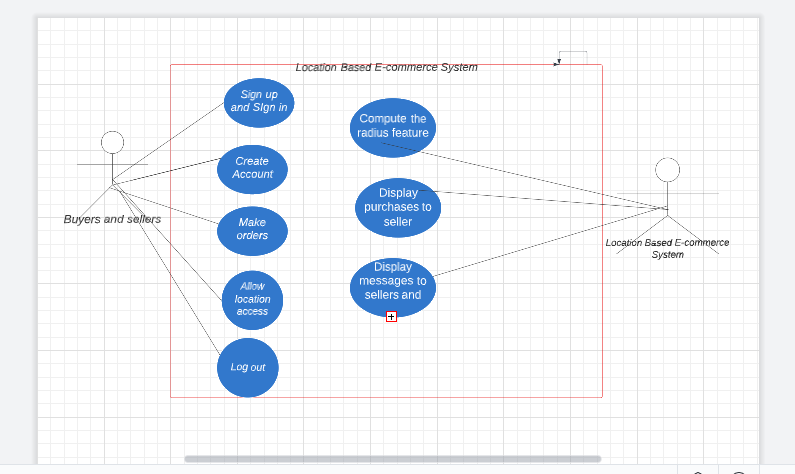 Location Based E-commerce System
Sign up
and SIgn in
Create
Account
Make
orders
Allow
location
access
Log out
Compute the
radius feature
Display
purchases to
seller
Display
messages to
sellers and
Buyers and sellers
Location Based E-commerce
System